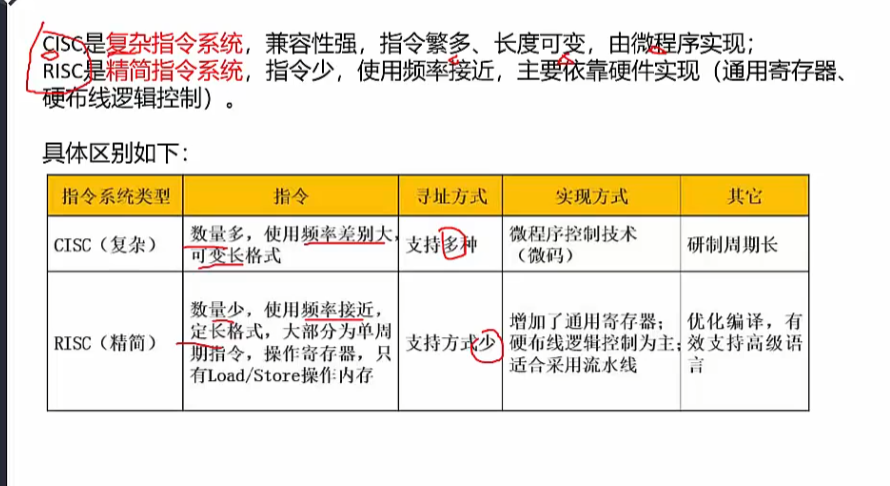 CISC是复杂指令系统，兼容性强，指令繁多、长度可变，由微程序实现；
RISC是精简指令系统，指令少，使用频率接近，主要依靠硬件实现（通用寄存器、
硬布线逻辑控制）。
具体区别如下：
指令系统类型 指令 寻址方式 实现方式 其它
CISC（复杂） 数量多，使用频率差别大，可变长格式 支持多种 微程序控制技术（微码） 研制周期长
RISC（精简） 数量少，使用频率接近，定长格式，大部分为单周期指令，操作寄存器，只有Load/Store操作内存 支持方式少 增加了通用寄存器；硬布线逻辑控制为主；适合采用流水线 优化编译，有效支持高级语言